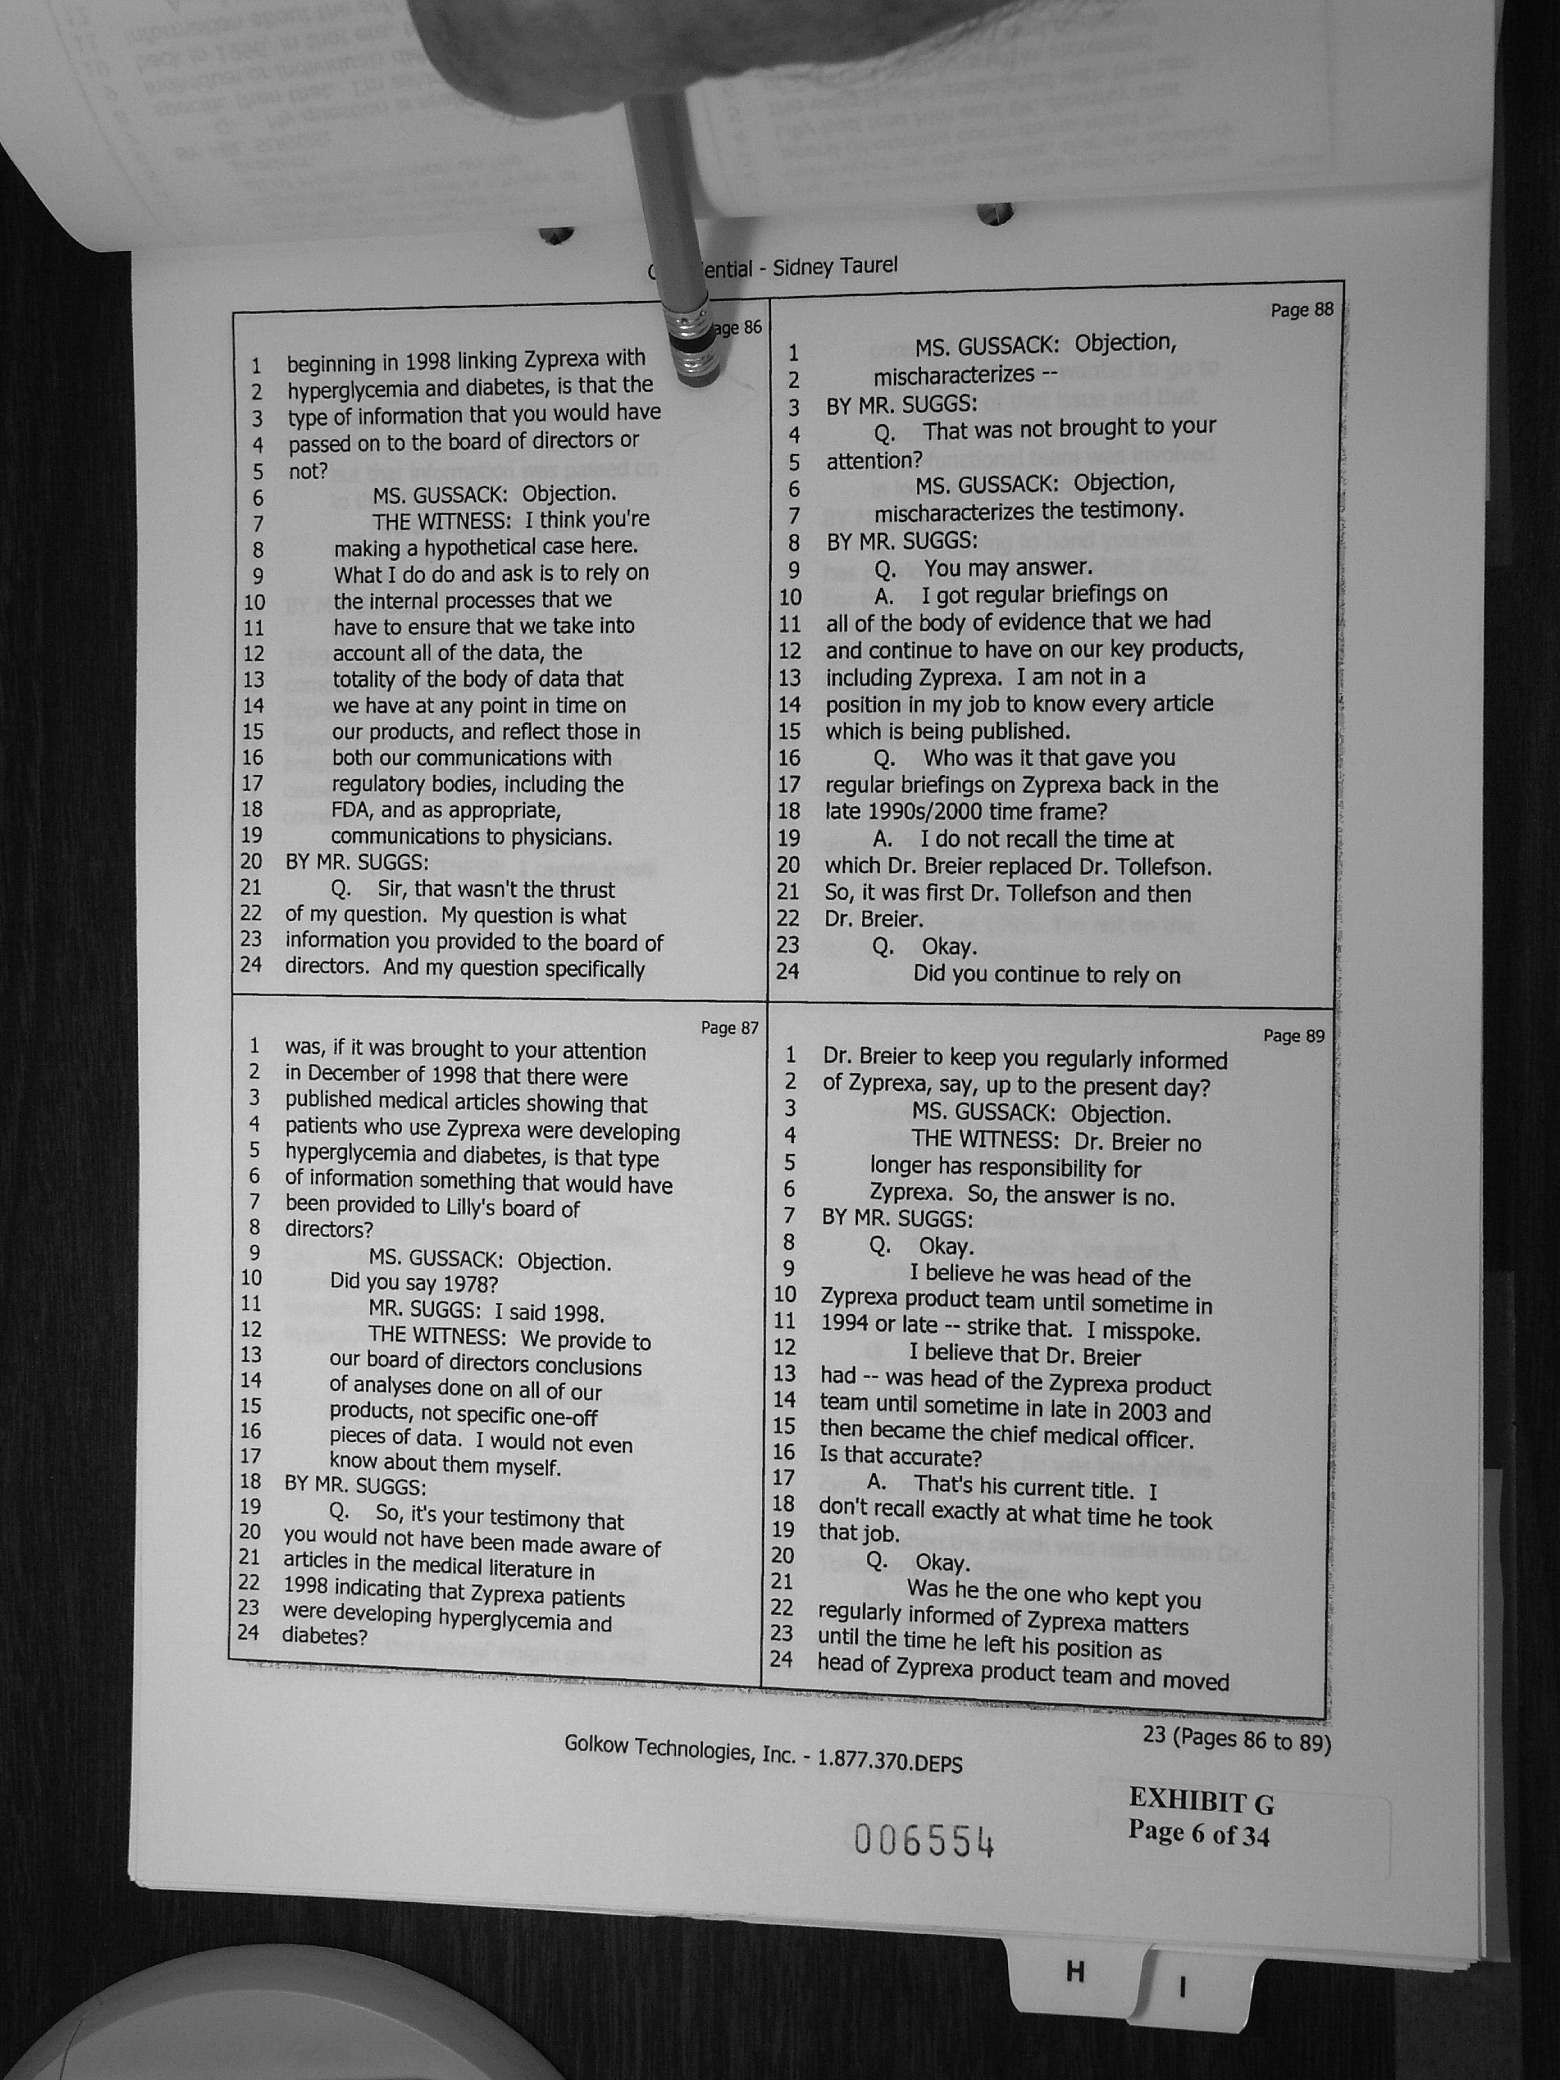 ential - Sidney Taurel
age 86
1 beginning in 1998 linking Zyprexa with
2 hyperglycemia and diabetes, is that the
3 type of information that you would have
4 passed on to the board of directors or
5 not?
6 MS. GUSSACK: Objection.
7 THE WITNESS: I think you're
8 making a hypothetical case here.
9 What I do do and ask is to rely on
10 the internal processes that we
11 have to ensure that we take into
12 account all of the data, the
13 totality of the body of data that
14 we have at any point in time on
15 our products, and reflect those in
16 both our communications with
17 regulatory bodies, including the
18 FDA, and as appropriate,
19 communications to physicians.
20 BY MR. SUGGS:
21 Q. Sir, that wasn't the thrust
22 of my question. My question is what
23 information you provided to the board of
24 directors. And my question specifically
Page 87
1 was, if it was brought to your attention
2 in December of 1998 that there were
3 published medical articles showing that
4 patients who use Zyprexa were developing
5 hyperglycemia and diabetes, is that type
6 of information something that would have
7 been provided to Lilly's board of
8 directors?
9 MS. GUSSACK: Objection.
10 Did you say 1978?
11 MR. SUGGS: I said 1998.
12 THE WITNESS: We provide to
13 our board of directors conclusions
14 of analyses done on all of our
15 products, not specific one-off
16 pieces of data. I would not even
17 know about them myself.
18 BY MR. SUGGS:
19 Q. So, it's your testimony that
20 you would not have been made aware of
21 articles in the medical literature in
22 1998 indicating that Zyprexa patients
23 were developing hyperglycemia and
24 diabetes?
Page 88
1 MS. GUSSACK: Objection,
2 mischaracterizes --
3 BY MR. SUGGS:
4 Q. That was not brought to your
5 attention?
6 MS. GUSSACK: Objection,
7 mischaracterizes the testimony.
8 BY MR. SUGGS:
9 Q. You may answer.
10 A. I got regular briefings on
11 all of the body of evidence that we had
12 and continue to have on our key products,
13 including Zyprexa. I am not in a
14 position in my job to know every article
15 which is being published.
16 Q. Who was it that gave you
17 regular briefings on Zyprexa back in the
18 late 1990s/2000 time frame?
19 A. I do not recall the time at
20 which Dr. Breier replaced Dr. Tollefson.
21 So, it was first Dr. Tollefson and then
22 Dr. Breier.
23 Q. Okay.
24 Did you continue to rely on
Page 89
1 Dr. Breier to keep you regularly informed
2 of Zyprexa, say, up to the present day?
3 MS. GUSSACK: Objection.
4 THE WITNESS: Dr. Breier no
5 longer has responsibility for
6 Zyprexa. So, the answer is no.
7 BY MR. SUGGS:
8 Q. Okay.
9 I believe he was head of the
10 Zyprexa product team until sometime in
11 1994 or late -- strike that. I misspoke.
12 I believe that Dr. Breier
13 had -- was head of the Zyprexa product
14 team until sometime in late in 2003 and
15 then became the chief medical officer.
16 Is that accurate?
17 A. That's his current title. I
18 don't recall exactly at what time he took
19 that job.
20 Q. Okay.
21 Was he the one who kept you
22 regularly informed of Zyprexa matters
23 until the time he left his position as
24 head of Zyprexa product team and moved
23 (Pages 86 to 89)
Golkow Technologies, Inc. - 1.877.370.DEPS
EXHIBIT G
Page 6 of 34
006554
H
I